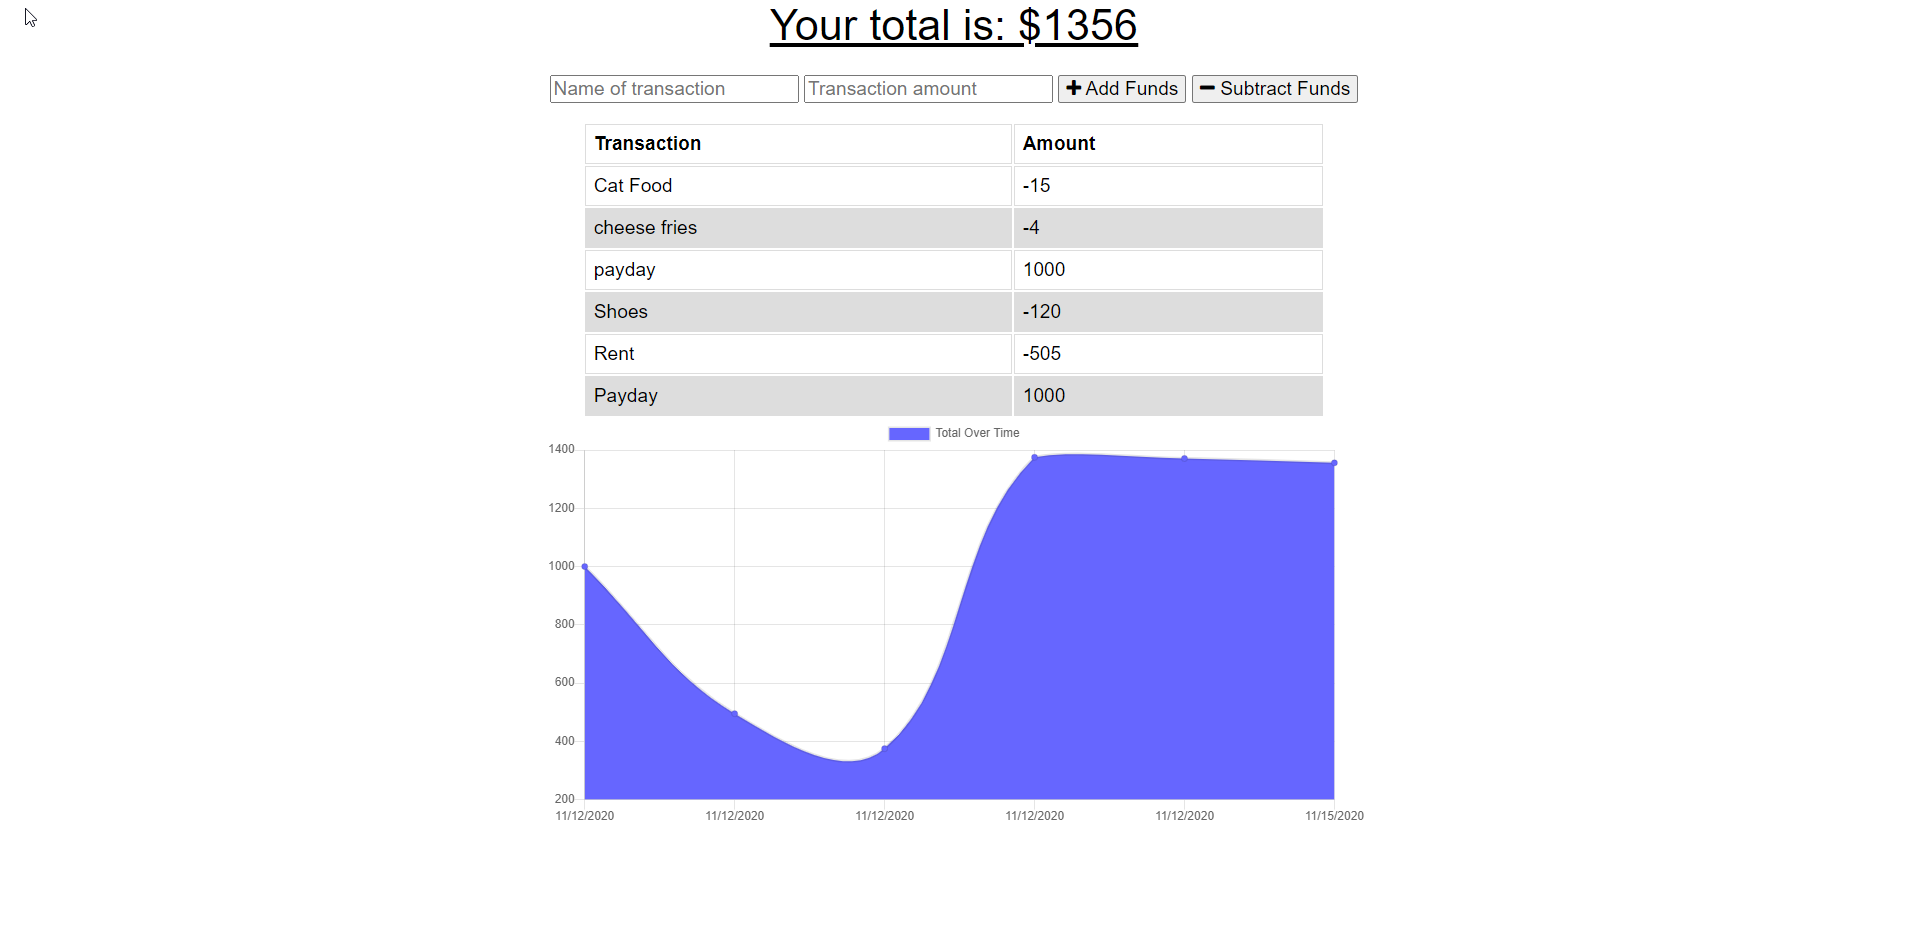 Your total is: $1356
Name of transaction Transaction amount Add Funds Subtract Funds
Transaction Amount
Cat Food -15
cheese fries -4
payday 1000
Shoes -120
Rent -505
Payday 1000
Total Over Time
1400
1200
1000
800
600
400
200
11/12/2020 11/12/2020 11/12/2020 11/12/2020 11/12/2020 11/15/2020